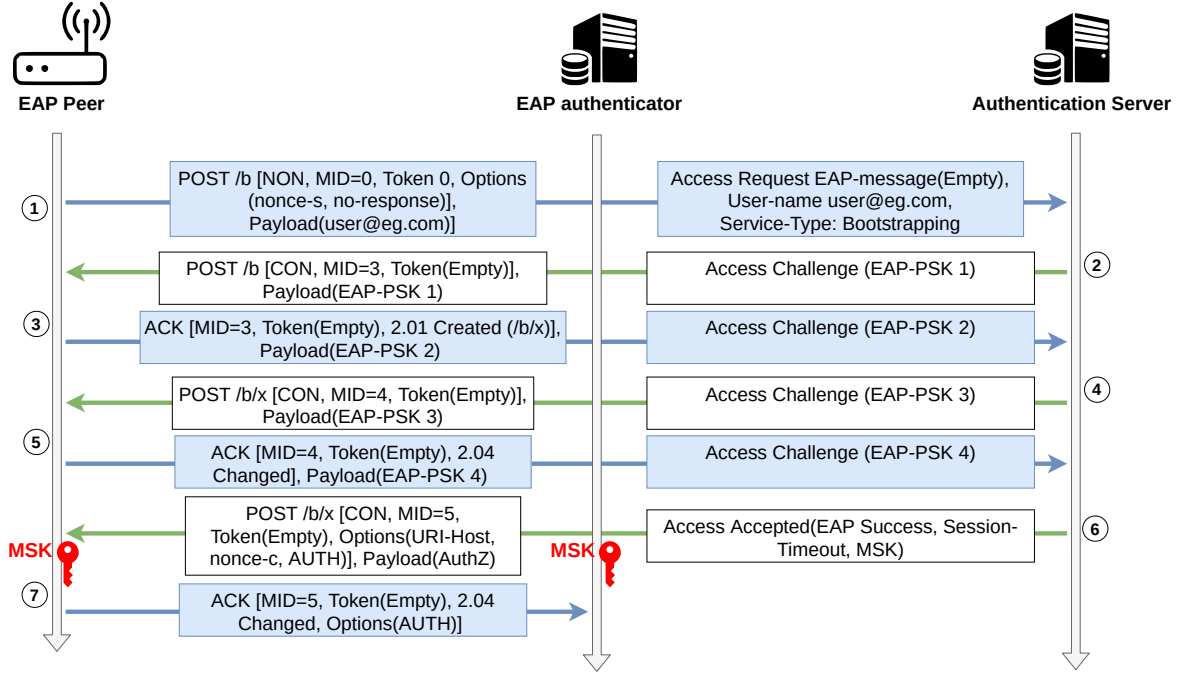 EAP Peer
EAP authenticator
Authentication Server
1
POST /b [NON, MID=0, Token 0, Options
(nonce-s, no-response)],
Payload(user@eg.com)]
Access Request EAP-message(Empty),
User-name user@eg.com,
Service-Type: Bootstrapping
POST /b [CON, MID=3, Token(Empty)],
Payload(EAP-PSK 1)
Access Challenge (EAP-PSK 1)
2
3
ACK [MID=3, Token(Empty), 2.01 Created (/b/x)],
Payload(EAP-PSK 2)
Access Challenge (EAP-PSK 2)
POST /b/x [CON, MID=4, Token(Empty)],
Payload(EAP-PSK 3)
Access Challenge (EAP-PSK 3)
4
5
ACK [MID=4, Token(Empty), 2.04
Changed], Payload(EAP-PSK 4)
Access Challenge (EAP-PSK 4)
POST /b/x [CON, MID=5,
Token(Empty), Options(URI-Host,
nonce-c, AUTH)], Payload(AuthZ)
Access Accepted(EAP Success, Session-
Timeout, MSK)
6
MSK
MSK
7
ACK [MID=5, Token(Empty), 2.04
Changed, Options(AUTH)]